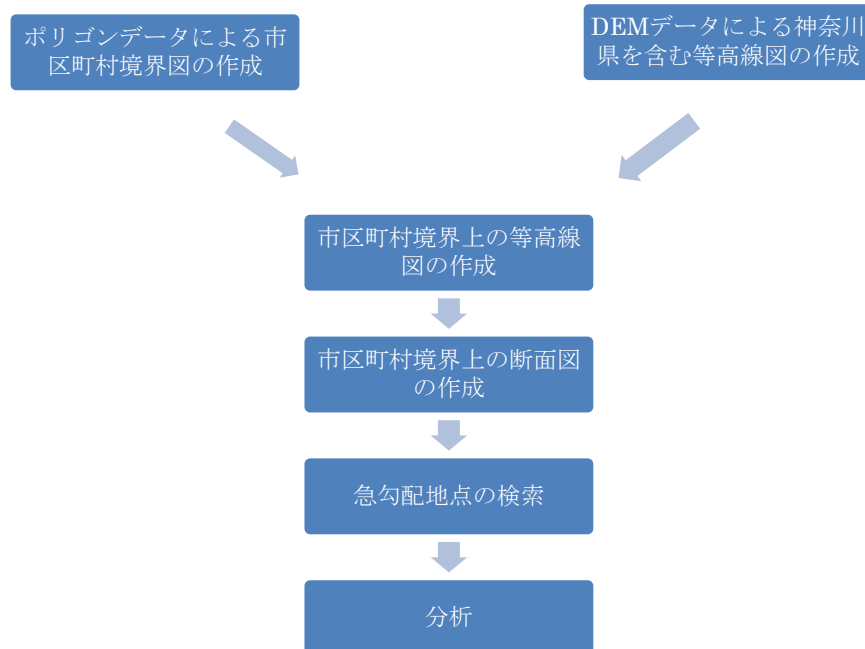 ポリゴンデータによる市
区町村境界図の作成
DEMデータによる神奈川
県を含む等高線図の作成
市区町村境界上の等高線
図の作成
市区町村境界上の断面図
の作成
急勾配地点の検索
分析